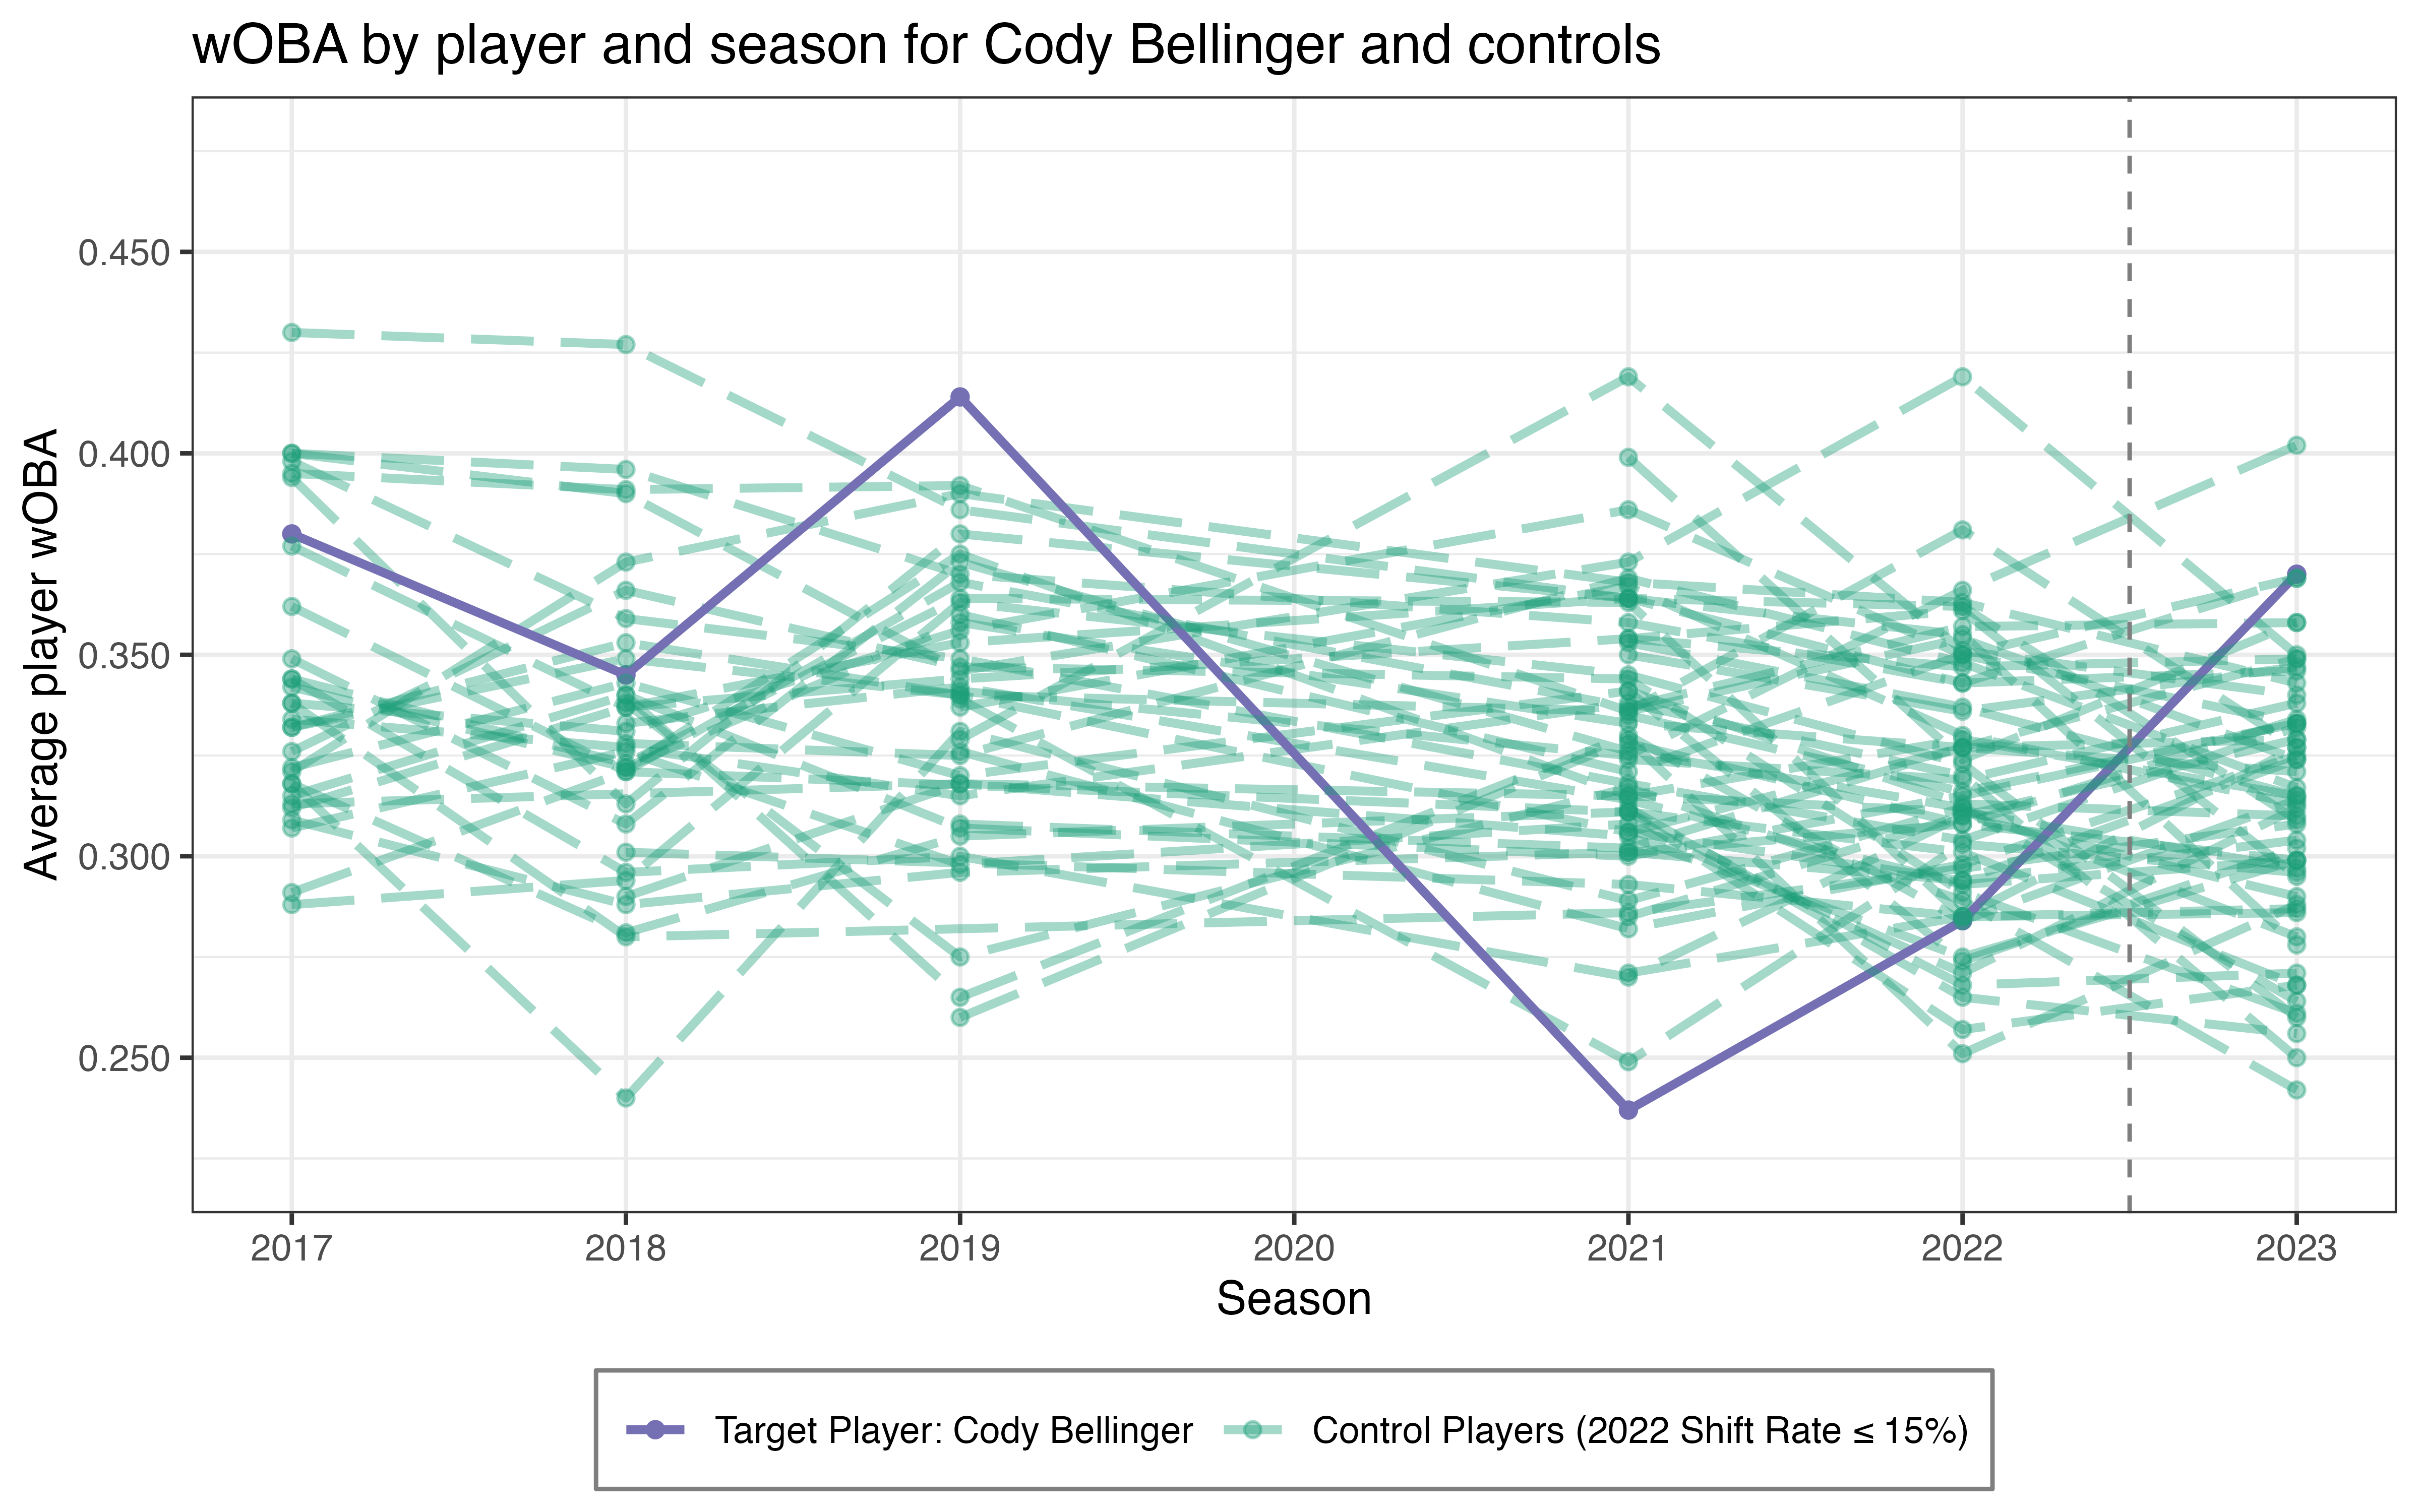 wOBA by player and season for Cody Bellinger and controls
Average player wOBA
0.450
0.400
0.350
0.300
0.250
2017 2018 2019 2020 2021 2022 2023
Season
Target Player: Cody Bellinger Control Players (2022 Shift Rate ≤ 15%)